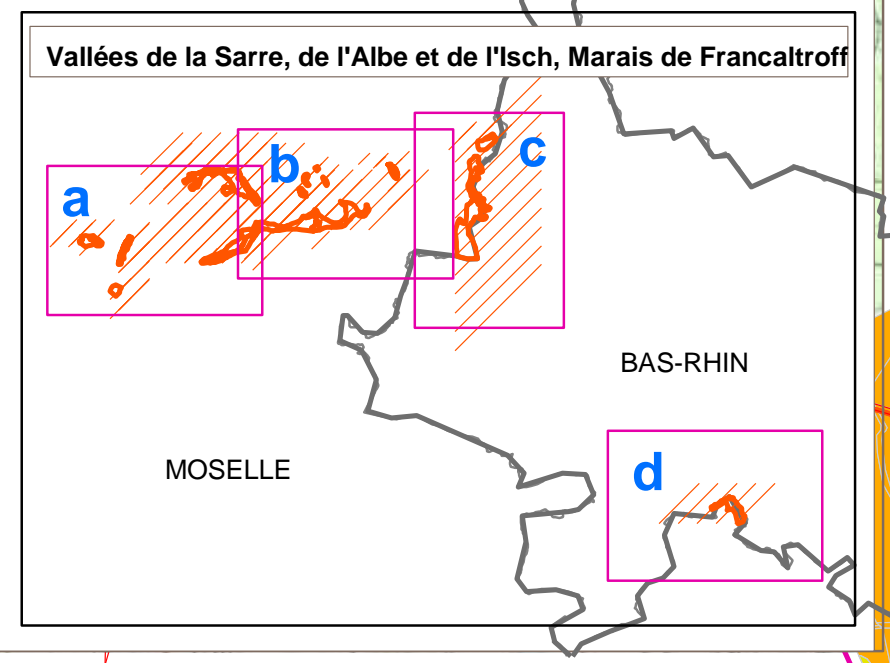 Vallées de la Sarre, de l'Albe et de l'Isch, Marais de Francaltroff
a
b
c
BAS-RHIN
MOSELLE
d